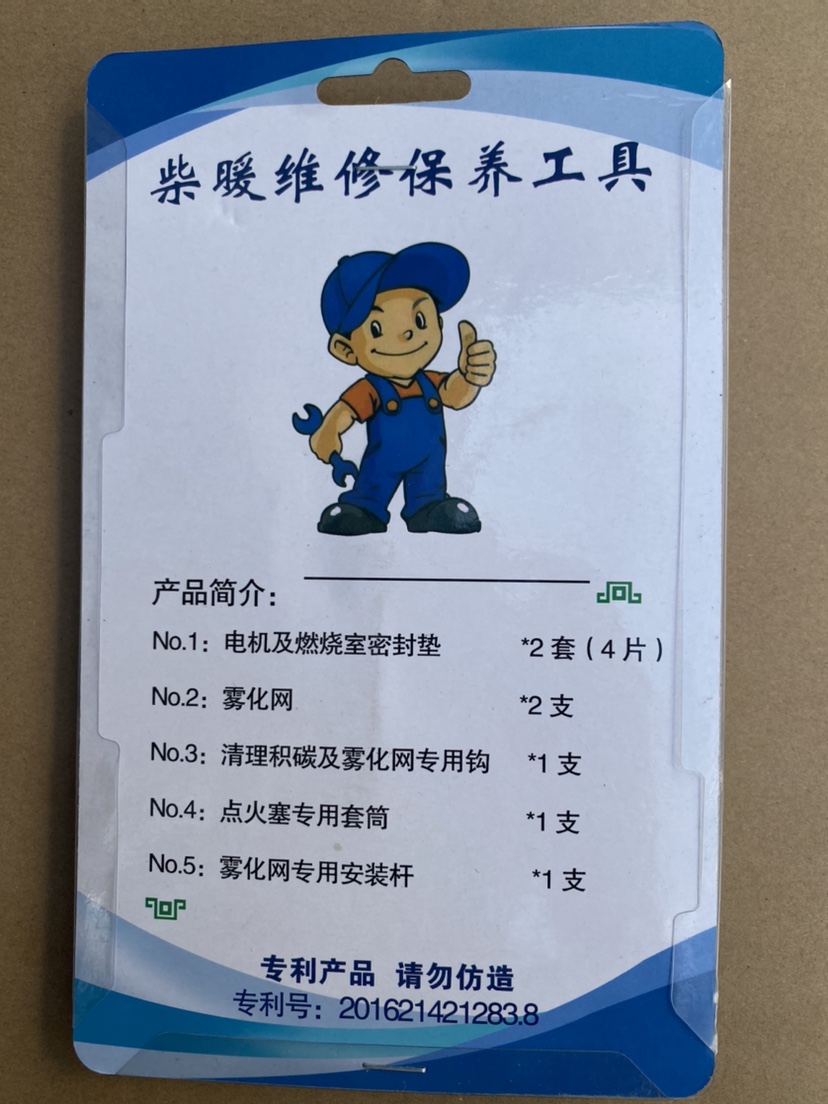 柴暖维修保养工具
产品简介：
No.1：电机及燃烧室密封垫 *2 套（4 片）
No.2：雾化网 *2 支
No.3：清理积碳及雾化网专用钩 *1 支
No.4：点火塞专用套筒 *1 支
No.5：雾化网专用安装杆 *1 支
专利产品 请勿仿造
专利号：201621421283.8